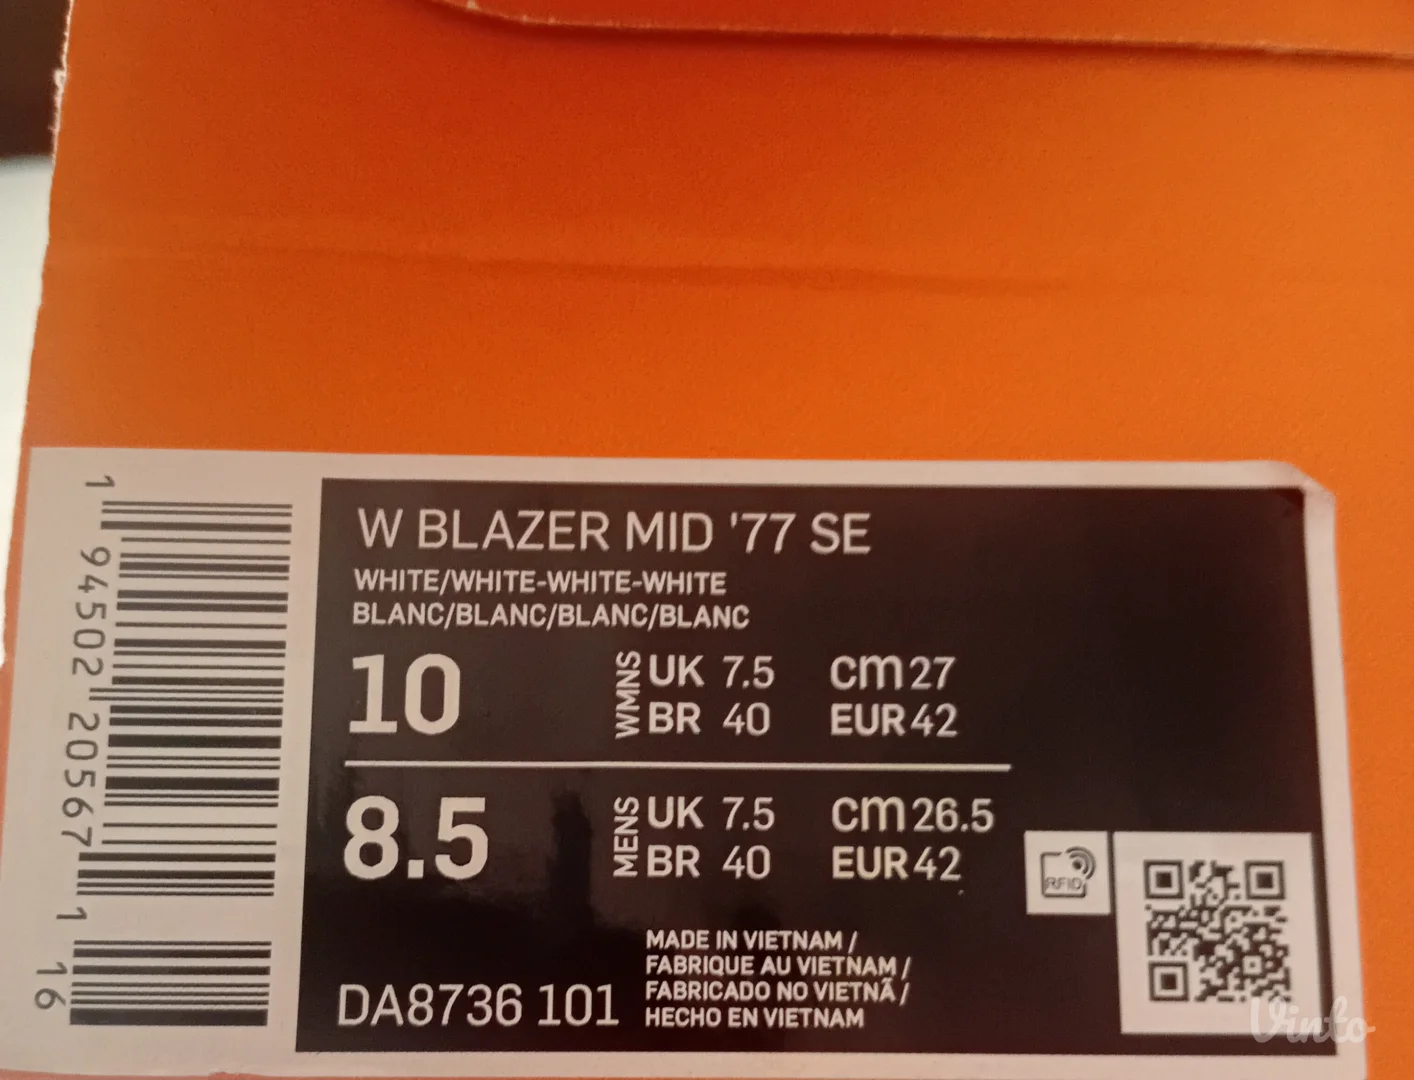 W BLAZER MID '77 SE
WHITE/WHITE-WHITE-WHITE
BLANC/BLANC/BLANC/BLANC
10 WMNS UK 7.5 cm 27
BR 40 EUR 42
8.5 MENS UK 7.5 cm 26.5
BR 40 EUR 42
RFID
MADE IN VIETNAM /
FABRIQUE AU VIETNAM /
FABRICADO NO VIETNÃ /
HECHO EN VIETNAM
DA8736 101
1 94502 20567 1 16
Vinto